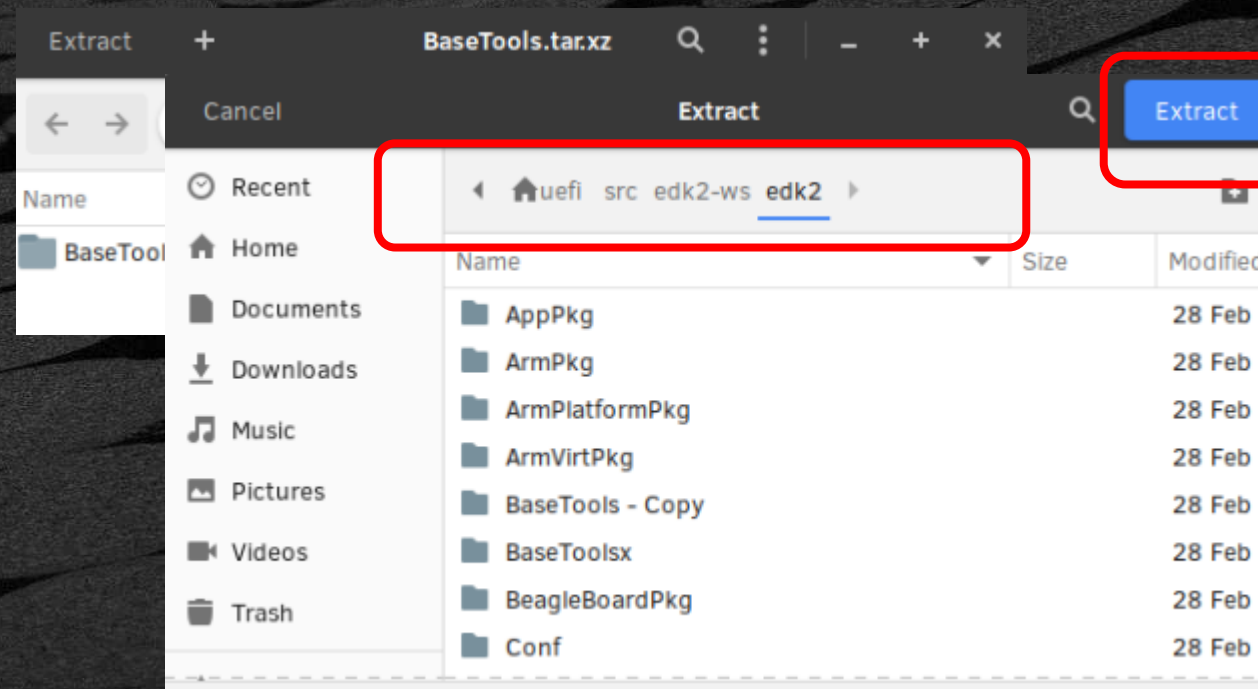 Extract BaseTools.tar.xz
Cancel Extract Extract
Name
BaseTool
Recent
Home
Documents
Downloads
Music
Pictures
Videos
Trash
uefi src edk2-ws edk2
Name Size Modified
AppPkg 28 Feb
ArmPkg 28 Feb
ArmPlatformPkg 28 Feb
ArmVirtPkg 28 Feb
BaseTools - Copy 28 Feb
BaseToolsx 28 Feb
BeagleBoardPkg 28 Feb
Conf 28 Feb